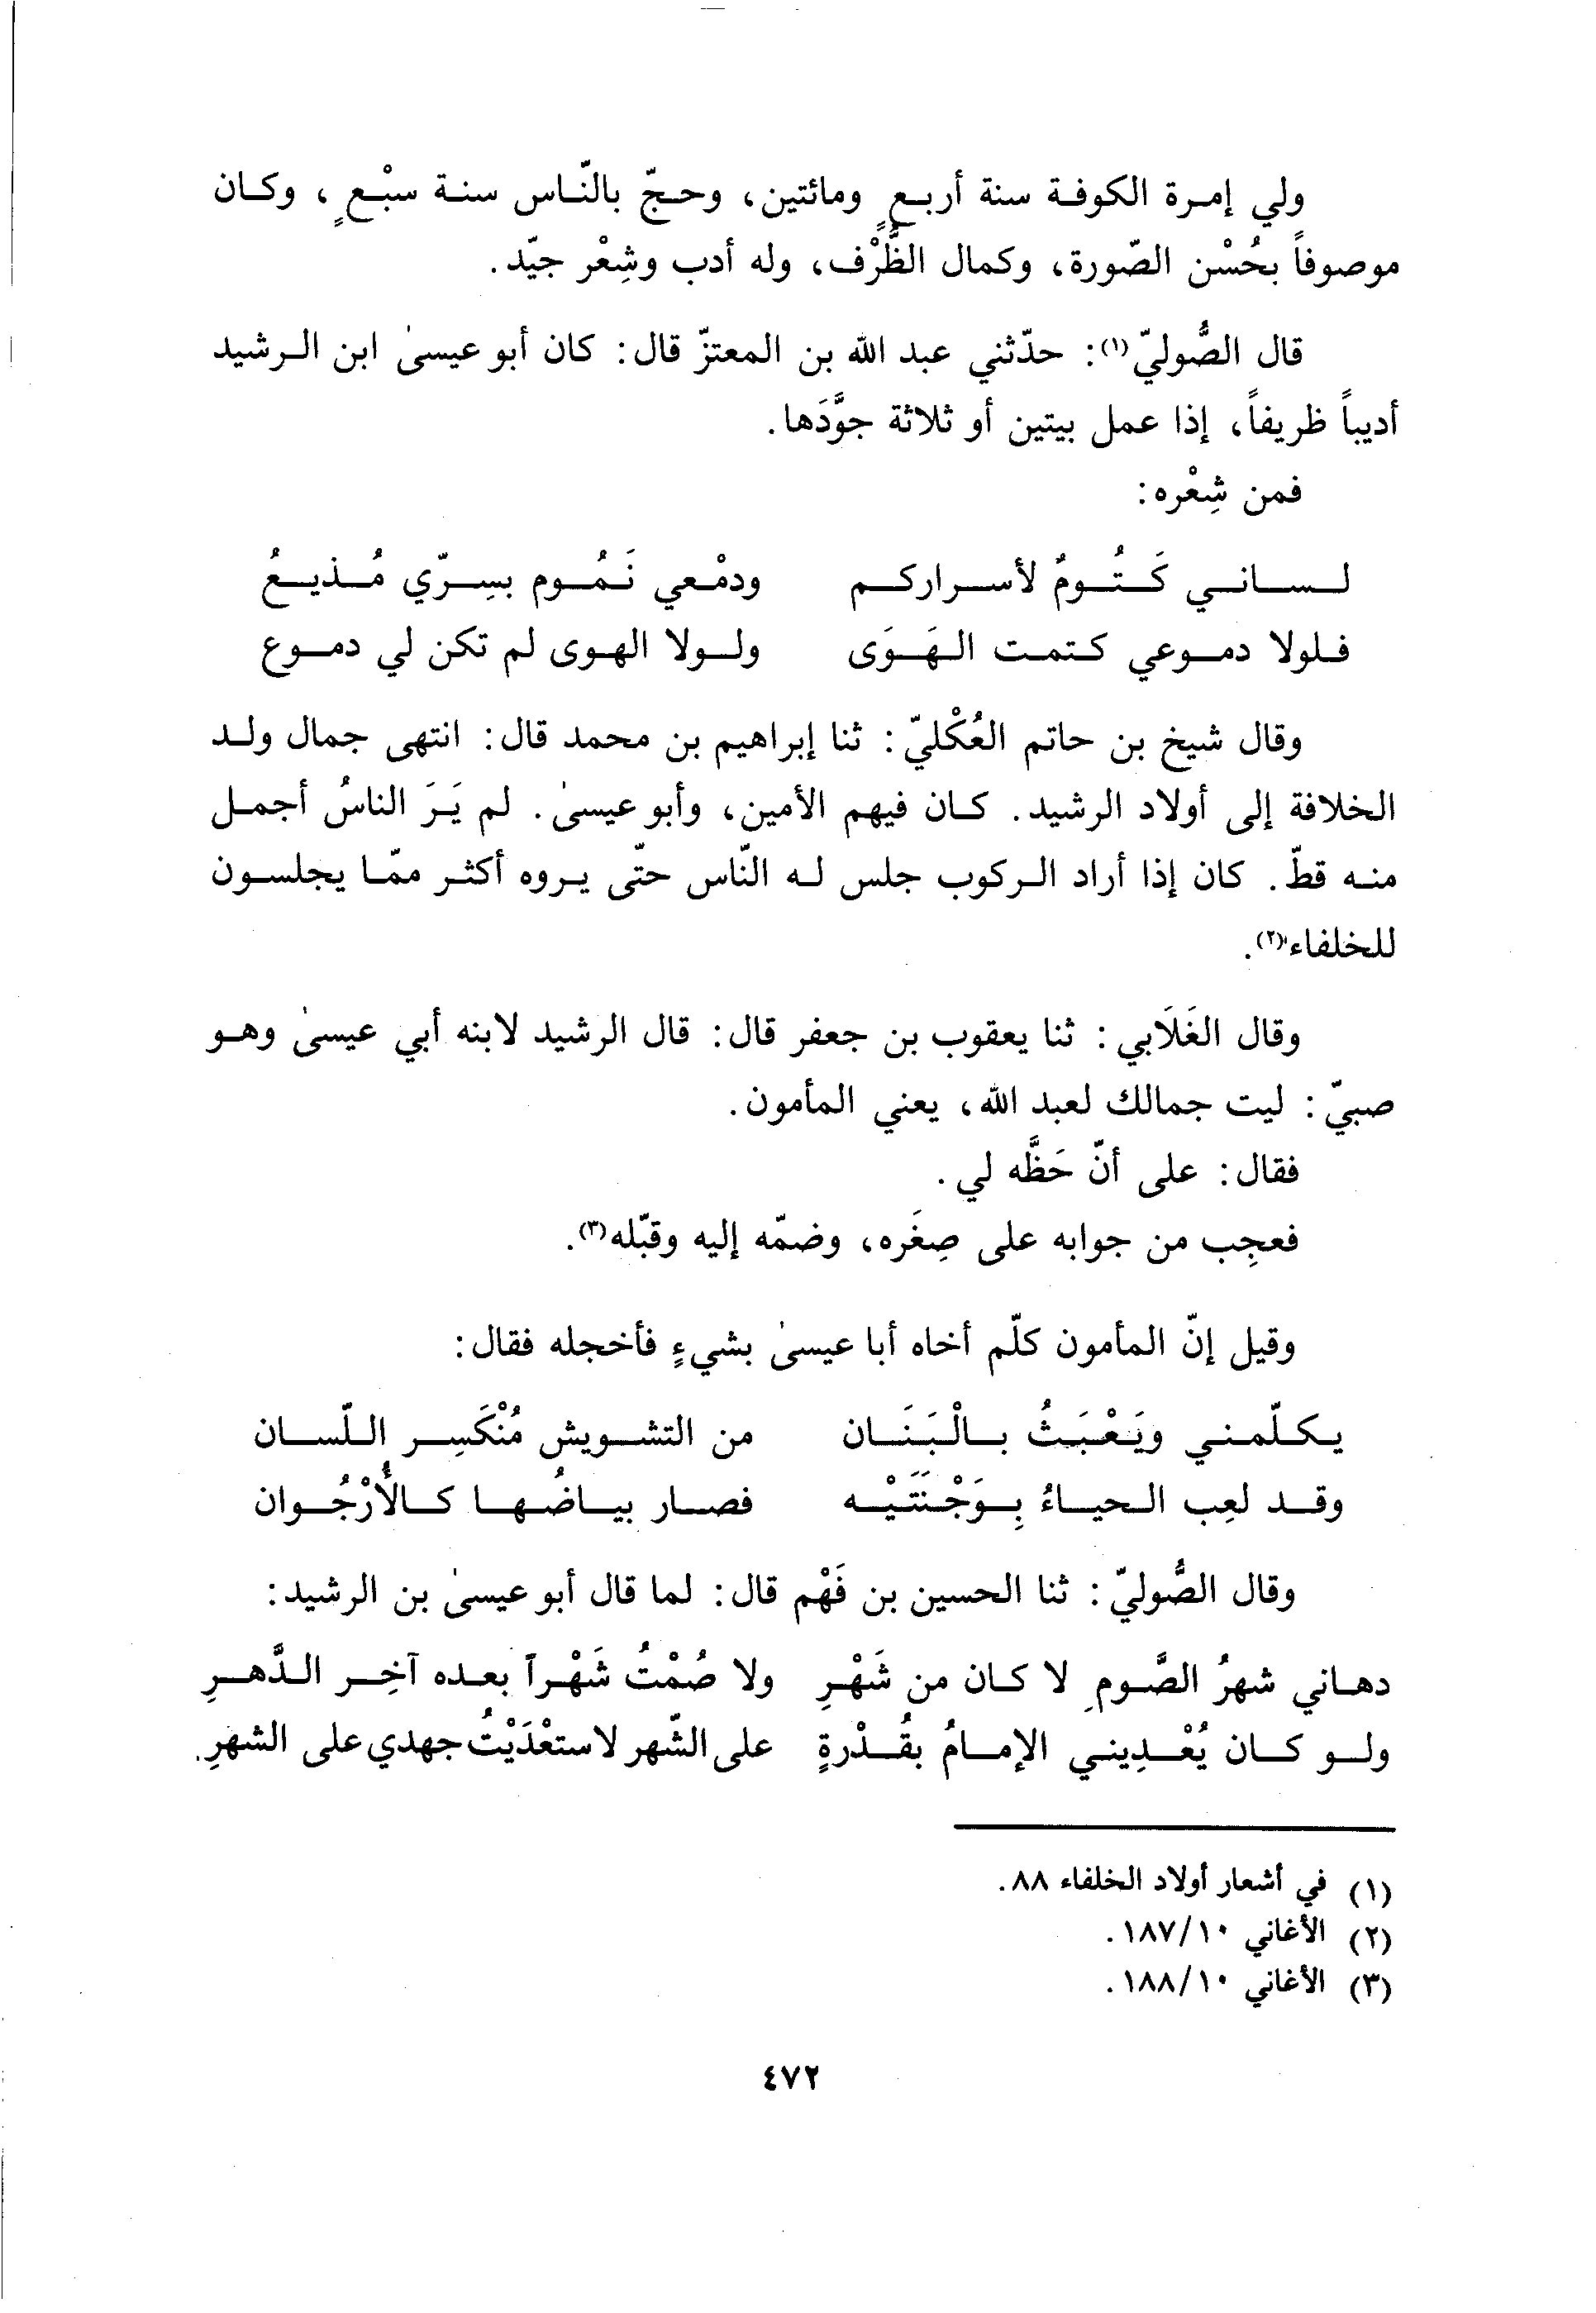 ولي إمرة الكوفة سنة أربعٍ ومائتين، وحجّ بالنّاس سنة سبْعٍ، وكان
موصوفاً بحُسْن الصّورة، وكمال الظُّرْف، وله أدب وشِعْر جيّد.
قال الصُّوليّ(١): حدّثني عبد الله بن المعتزّ قال: كان أبو عيسىٰ ابن الرشيد
أديباً ظريفاً، إذا عمل بيتين أو ثلاثة جوَّدَها.
فمن شِعْره:
لساني كَتُومٌ لأسراركم ودمْعي نَمُوم بسِرّي مُذيعُ
فلولا دموعي كتمت الهَوَى ولولا الهوى لم تكن لي دموع
وقال شيخ بن حاتم العُكْليّ: ثنا إبراهيم بن محمد قال: انتهى جمال ولد
الخلافة إلى أولاد الرشيد. كان فيهم الأمين، وأبو عيسىٰ. لم يَرَ الناسُ أجمل
منه قطّ. كان إذا أراد الركوب جلس له النّاس حتّى يروه أكثر ممّا يجلسون
للخلفاء(٢).
وقال الغَلَابي: ثنا يعقوب بن جعفر قال: قال الرشيد لابنه أبي عيسىٰ وهو
صبيّ: ليت جمالك لعبد الله، يعني المأمون.
فقال: على أنّ حَظَّه لي.
فعجِب من جوابه على صِغَره، وضمّه إليه وقبّله(٣).
وقيل إنّ المأمون كلّم أخاه أبا عيسىٰ بشيءٍ فأخجله فقال:
يكلّمني ويَعْبَثُ بالْبَنَان من التشويش مُنْكَسِر اللّسان
وقد لعِب الحياءُ بِوَجْنَتَيْه فصار بياضُها كالأُرْجُوان
وقال الصُّوليّ: ثنا الحسين بن فَهْم قال: لما قال أبو عيسىٰ بن الرشيد:
دهاني شهرُ الصَّومِ لا كان من شَهْرِ ولا صُمْتُ شَهْراً بعده آخِر الدَّهرِ
ولو كان يُعْدِيني الإمامُ بقُدْرةٍ على الشّهر لاستعْدَيْتُ جهدي على الشهرِ.
(١) في أشعار أولاد الخلفاء ٨٨.
(٢) الأغاني ١٨٧/١٠.
(٣) الأغاني ١٨٨/١٠.
٤٧٢